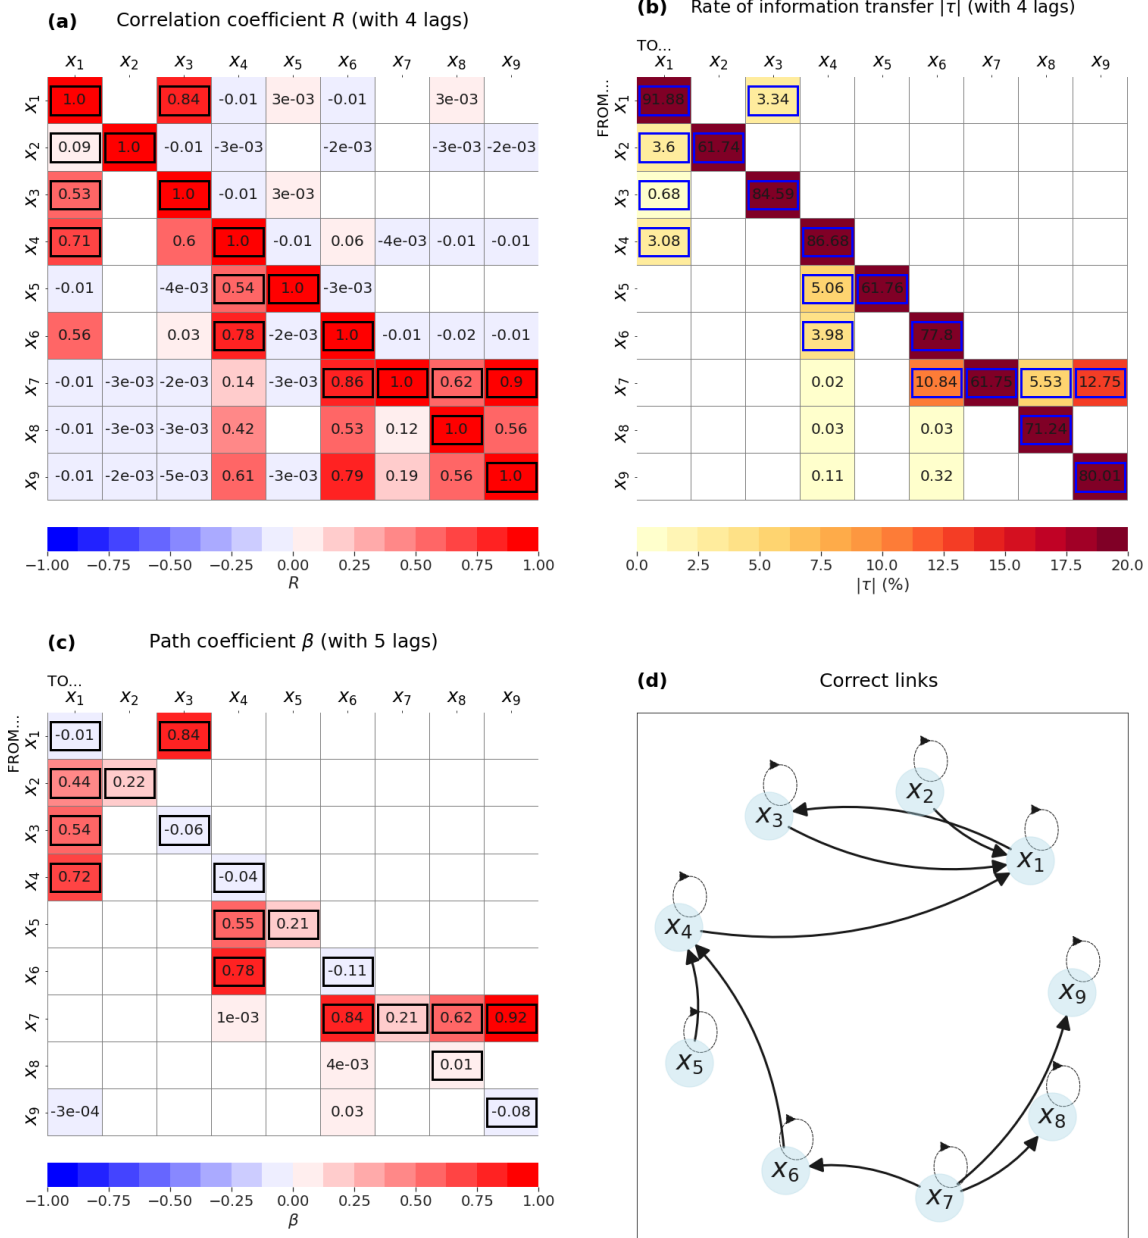 (a) Correlation coefficient R (with 4 lags)
x1 x2 x3 x4 x5 x6 x7 x8 x9
x1 1.0 0.84 -0.01 3e-03 -0.01 3e-03
x2 0.09 1.0 -0.01 -3e-03 -2e-03 -3e-03 -2e-03
x3 0.53 1.0 -0.01 3e-03
x4 0.71 0.6 1.0 -0.01 0.06 -4e-03 -0.01 -0.01
x5 -0.01 -4e-03 0.54 1.0 -3e-03
x6 0.56 0.03 0.78 -2e-03 1.0 -0.01 -0.02 -0.01
x7 -0.01 -3e-03 -2e-03 0.14 -3e-03 0.86 1.0 0.62 0.9
x8 -0.01 -3e-03 -3e-03 0.42 0.53 0.12 1.0 0.56
x9 -0.01 -2e-03 -5e-03 0.61 -3e-03 0.79 0.19 0.56 1.0
−1.00 −0.75 −0.50 −0.25 0.00 0.25 0.50 0.75 1.00
R
(b) Rate of information transfer |τ| (with 4 lags)
TO...
x1 x2 x3 x4 x5 x6 x7 x8 x9
FROM...
x1 91.88 3.34
x2 3.6 61.74
x3 0.68 84.59
x4 3.08 86.68
x5 5.06 61.76
x6 3.98 77.8
x7 0.02 10.84 61.75 5.53 12.75
x8 0.03 0.03 71.24
x9 0.11 0.32 80.01
0.0 2.5 5.0 7.5 10.0 12.5 15.0 17.5 20.0
|τ| (%)
(c) Path coefficient β (with 5 lags)
TO...
x1 x2 x3 x4 x5 x6 x7 x8 x9
FROM...
x1 -0.01 0.84
x2 0.44 0.22
x3 0.54 -0.06
x4 0.72 -0.04
x5 0.55 0.21
x6 0.78 -0.11
x7 1e-03 0.84 0.21 0.62 0.92
x8 4e-03 0.01
x9 -3e-04 0.03 -0.08
−1.00 −0.75 −0.50 −0.25 0.00 0.25 0.50 0.75 1.00
β
(d) Correct links
x2
x3
x1
x4
x9
x5
x8
x6
x7